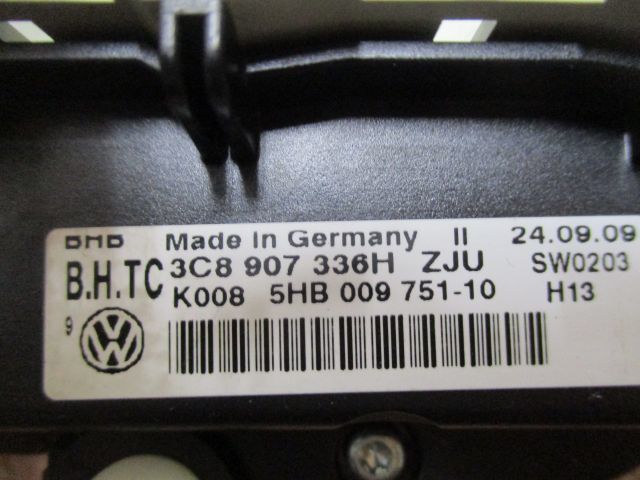 BHB Made In Germany II 24.09.09
B.H.TC 3C8 907 336H ZJU SW0203
K008 5HB 009 751-10 H13
9